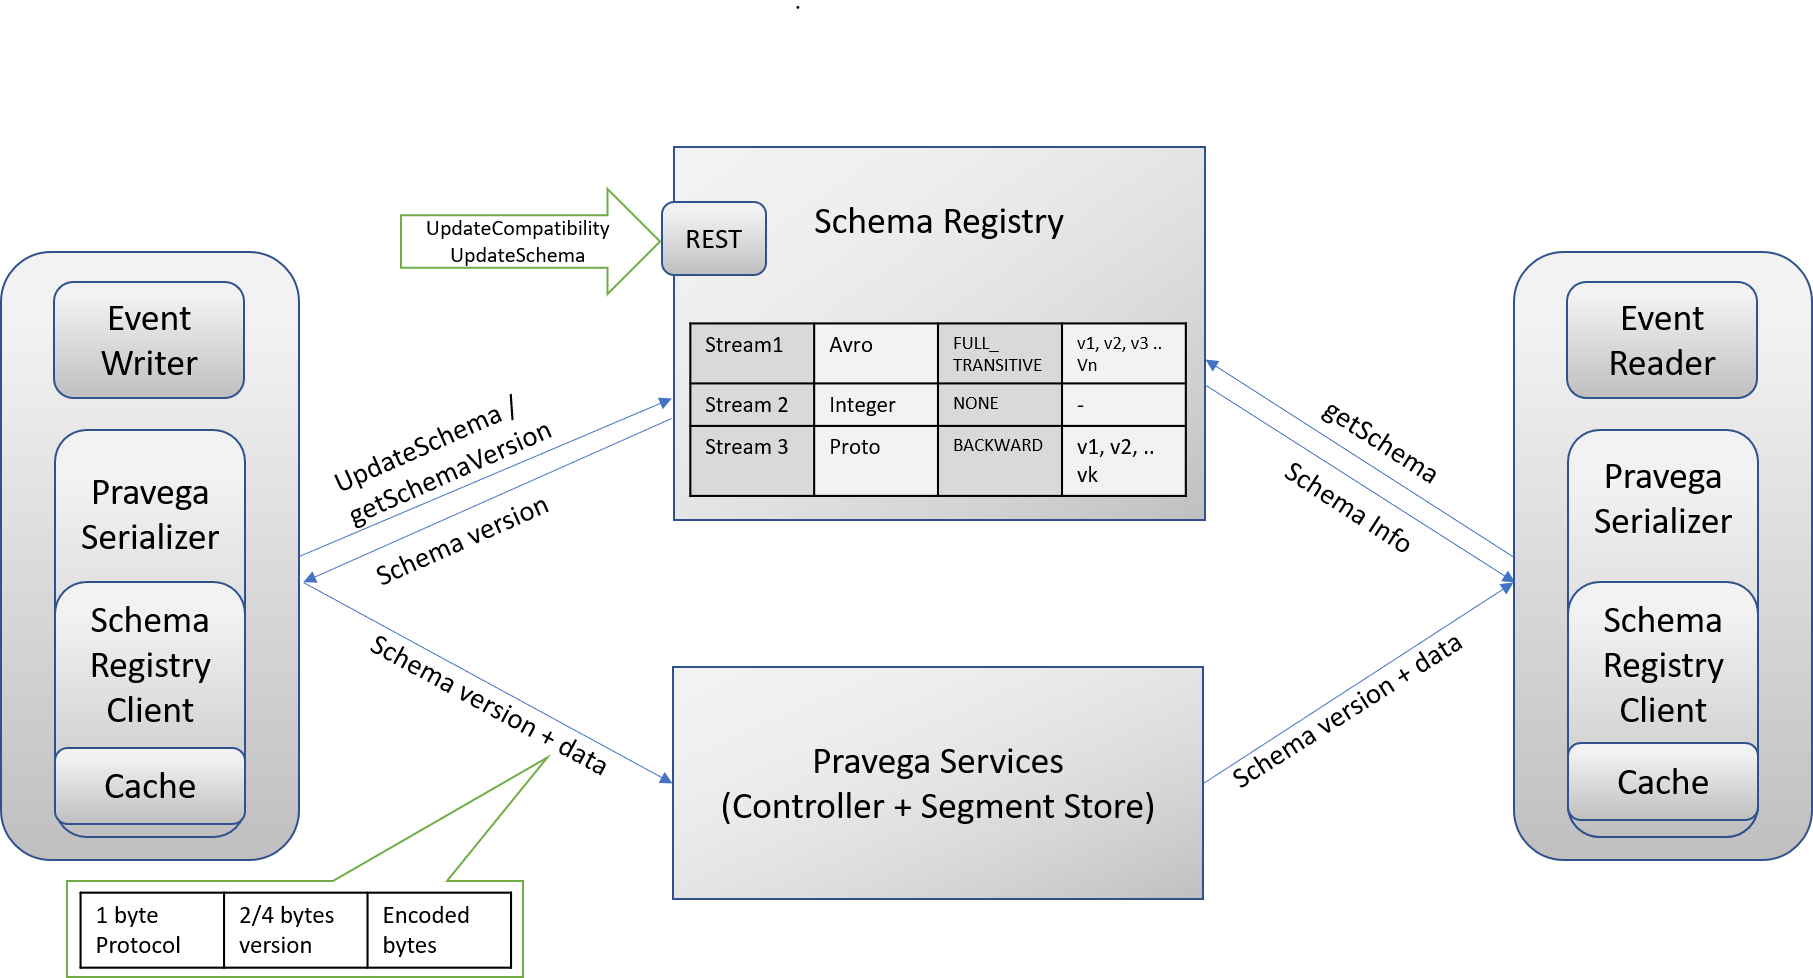 .
UpdateCompatibility
UpdateSchema
REST
Schema Registry
Stream1
Avro
FULL_
TRANSITIVE
v1, v2, v3 ..
Vn
Stream 2
Integer
NONE
-
Stream 3
Proto
BACKWARD
v1, v2, ..
vk
Event
Writer
Pravega
Serializer
Schema
Registry
Client
Cache
UpdateSchema /
getSchemaVersion
Schema version
Schema version + data
1 byte
Protocol
2/4 bytes
version
Encoded
bytes
Pravega Services
(Controller + Segment Store)
getSchema
Schema Info
Schema version + data
Event
Reader
Pravega
Serializer
Schema
Registry
Client
Cache